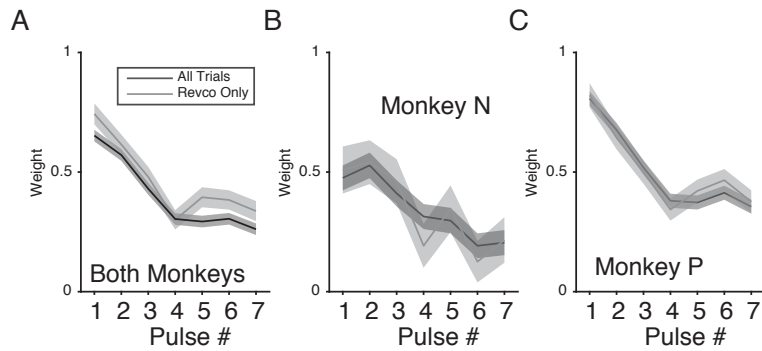 A
B
C
1
All Trials
Revco Only
Weight
0.5
0
Both Monkeys
1 2 3 4 5 6 7
Pulse #
1
Monkey N
Weight
0.5
0
1 2 3 4 5 6 7
Pulse #
1
Weight
0.5
0
Monkey P
1 2 3 4 5 6 7
Pulse #